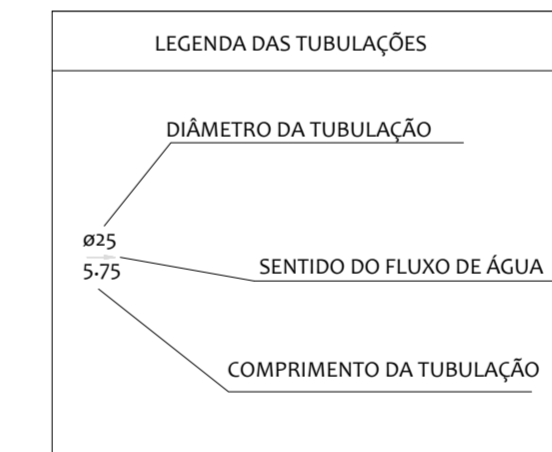 LEGENDA DAS TUBULAÇÕES
DIÂMETRO DA TUBULAÇÃO
ø25
5.75
SENTIDO DO FLUXO DE ÁGUA
COMPRIMENTO DA TUBULAÇÃO